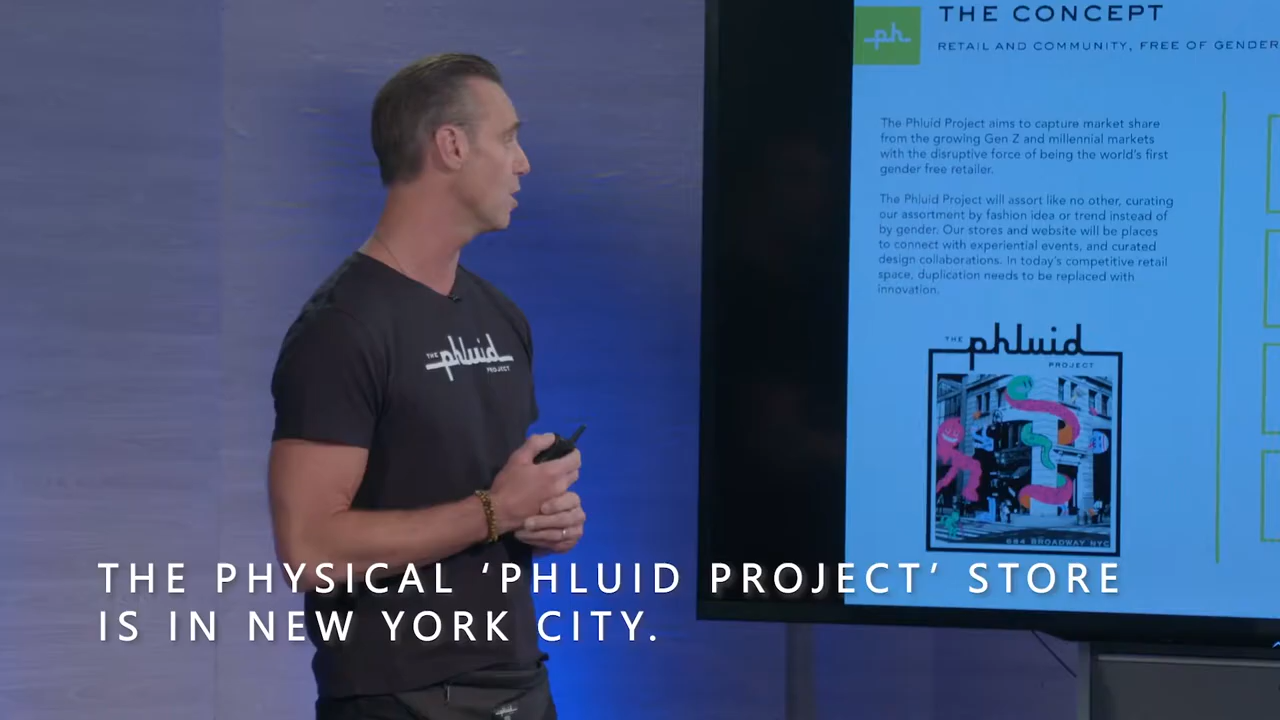 ph
THE CONCEPT
RETAIL AND COMMUNITY, FREE OF GENDER
The Phluid Project aims to capture market share
from the growing Gen Z and millennial markets
with the disruptive force of being the world's first
gender free retailer.
The Phluid Project will assort like no other, curating
our assortment by fashion idea or trend instead of
by gender. Our stores and website will be places
to connect with experiential events, and curated
design collaborations. In today's competitive retail
space, duplication needs to be replaced with
innovation.
THE phluid
PROJECT
684 BROADWAY NYC
THE phluid
PROJECT
phluid
THE PHYSICAL ‘PHLUID PROJECT’ STORE
IS IN NEW YORK CITY.